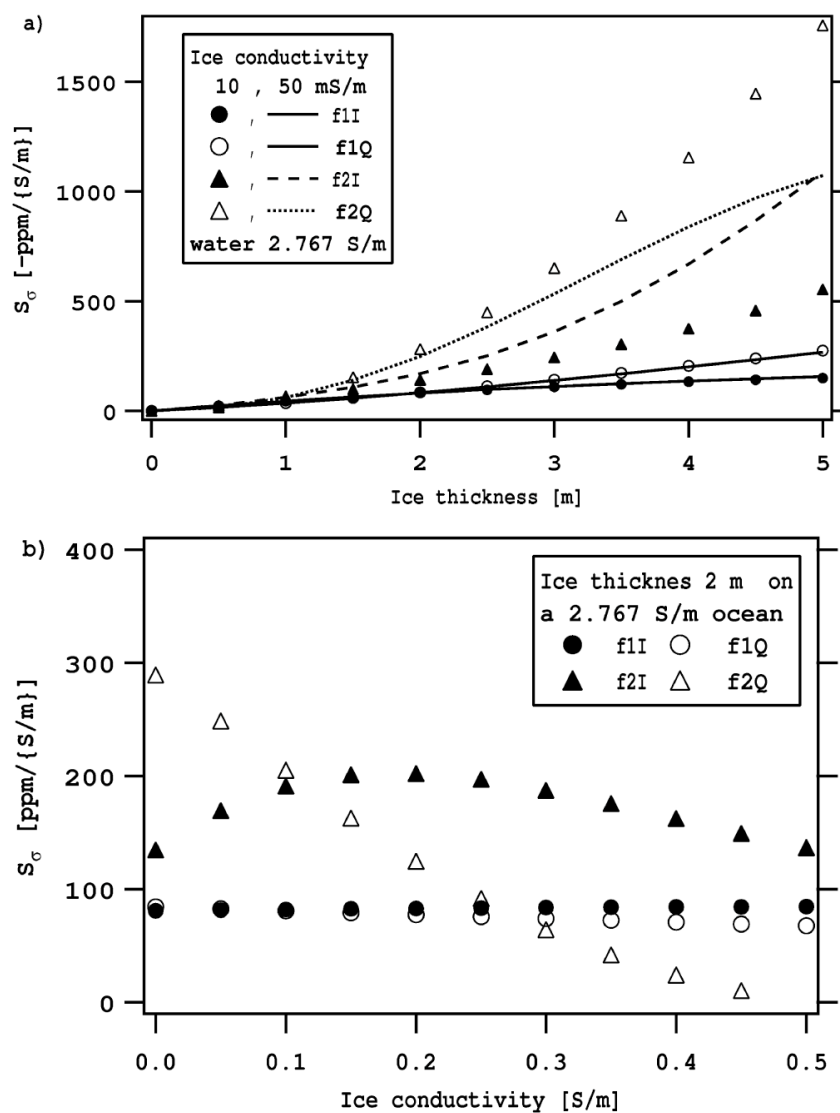 a)
S_σ [-ppm/{S/m}]
1500
1000
500
0
Ice conductivity
10 , 50 mS/m
, f1I
, f1Q
, f2I
, f2Q
water 2.767 S/m
0 1 2 3 4 5
Ice thickness [m]
b)
S_σ [ppm/{S/m}]
400
300
200
100
0
Ice thicknes 2 m on
a 2.767 S/m ocean
f1I f1Q
f2I f2Q
0.0 0.1 0.2 0.3 0.4 0.5
Ice conductivity [S/m]